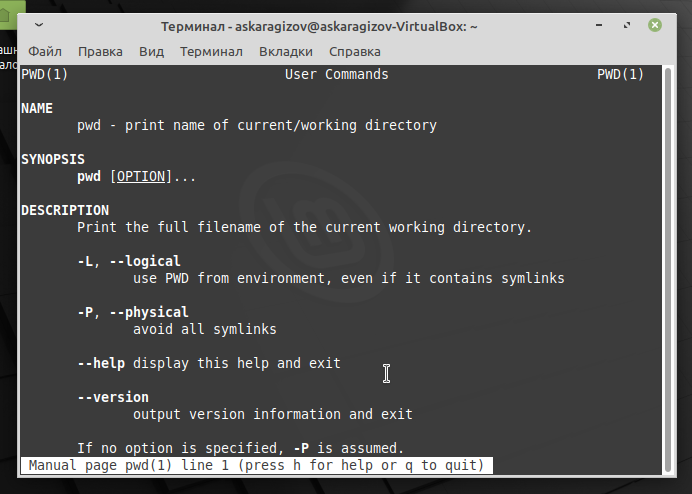 Терминал - askaragizov@askaragizov-VirtualBox: ~
Файл Правка Вид Терминал Вкладки Справка
PWD(1) User Commands PWD(1)
NAME
pwd - print name of current/working directory
SYNOPSIS
pwd [OPTION]...
DESCRIPTION
Print the full filename of the current working directory.
-L, --logical
use PWD from environment, even if it contains symlinks
-P, --physical
avoid all symlinks
--help display this help and exit
--version
output version information and exit
If no option is specified, -P is assumed.
Manual page pwd(1) line 1 (press h for help or q to quit)